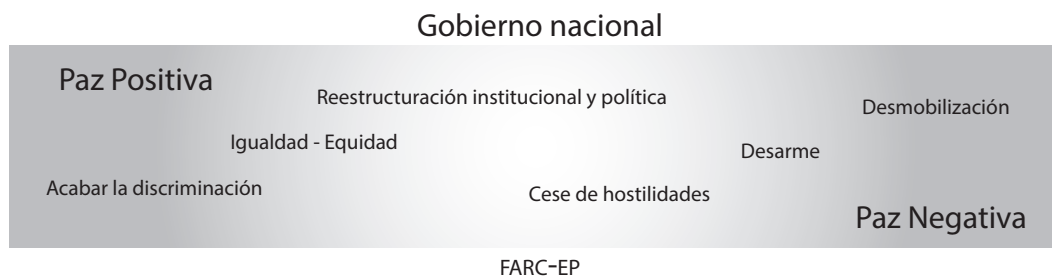 Gobierno nacional
Paz Positiva
Reestructuración institucional y política
Desmobilización
Igualdad - Equidad
Desarme
Acabar la discriminación
Cese de hostilidades
Paz Negativa
FARC-EP